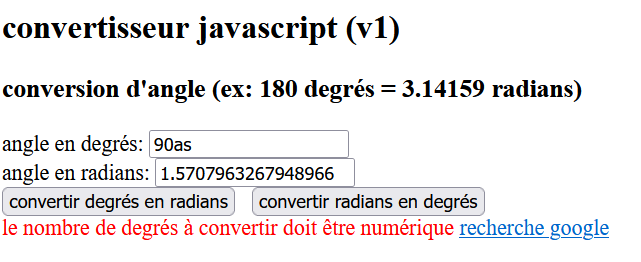 convertisseur javascript (v1)
conversion d'angle (ex: 180 degrés = 3.14159 radians)
angle en degrés: 90as
angle en radians: 1.5707963267948966
convertir degrés en radians convertir radians en degrés
le nombre de degrés à convertir doit être numérique recherche google